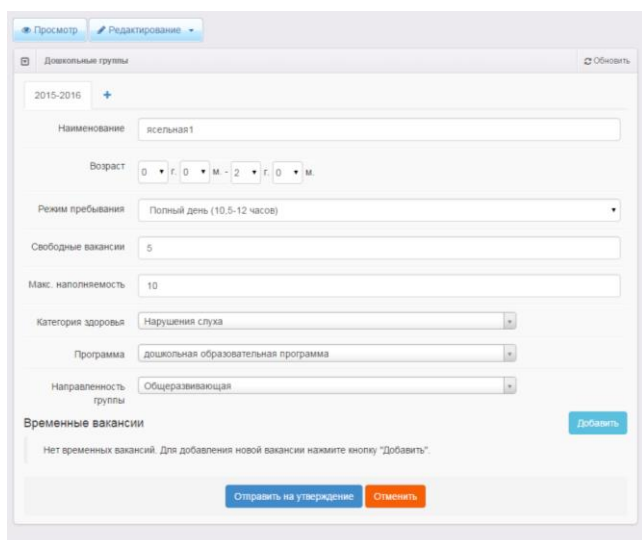 Просмотр Редактирование
Дошкольные группы Обновить
2015-2016 +
Наименование ясельная1
Возраст 0 г. 0 м. - 2 г. 0 м.
Режим пребывания Полный день (10,5-12 часов)
Свободные вакансии 5
Макс. наполняемость 10
Категория здоровья Нарушения слуха
Программа дошкольная образовательная программа
Направленность Общеразвивающая
группы
Временные вакансии Добавить
Нет временных вакансий. Для добавления новой вакансии нажмите кнопку "Добавить".
Отправить на утверждение Отменить